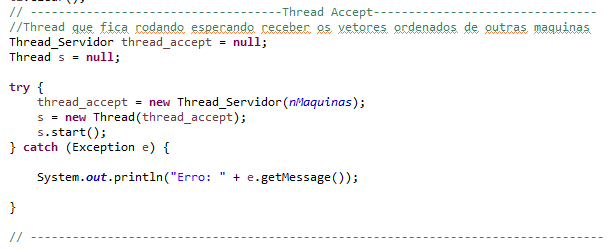 // ------------------------------------Thread Accept--------------------------------
//Thread que fica rodando esperando receber os vetores ordenados de outras maquinas
Thread_Servidor thread_accept = null;
Thread s = null;
try {
thread_accept = new Thread_Servidor(nMaquinas);
s = new Thread(thread_accept);
s.start();
} catch (Exception e) {
System.out.println("Erro: " + e.getMessage());
}
// ----------------------------------------------------------------------------------